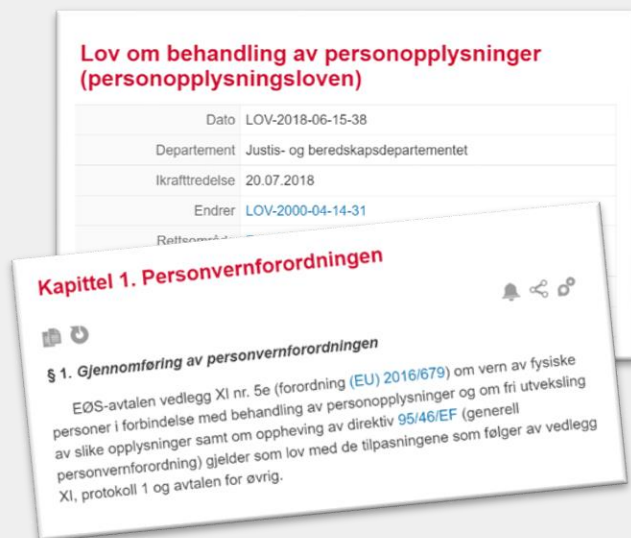 Lov om behandling av personopplysninger
(personopplysningsloven)
Dato LOV-2018-06-15-38
Departement Justis- og beredskapsdepartementet
Ikrafttredelse 20.07.2018
Endrer LOV-2000-04-14-31
Kapittel 1. Personvernforordningen
§ 1. Gjennomføring av personvernforordningen
EØS-avtalen vedlegg XI nr. 5e (forordning (EU) 2016/679) om vern av fysiske
personer i forbindelse med behandling av personopplysninger og om fri utveksling
av slike opplysninger samt om oppheving av direktiv 95/46/EF (generell
personvernforordning) gjelder som lov med de tilpasningene som følger av vedlegg
XI, protokoll 1 og avtalen for øvrig.